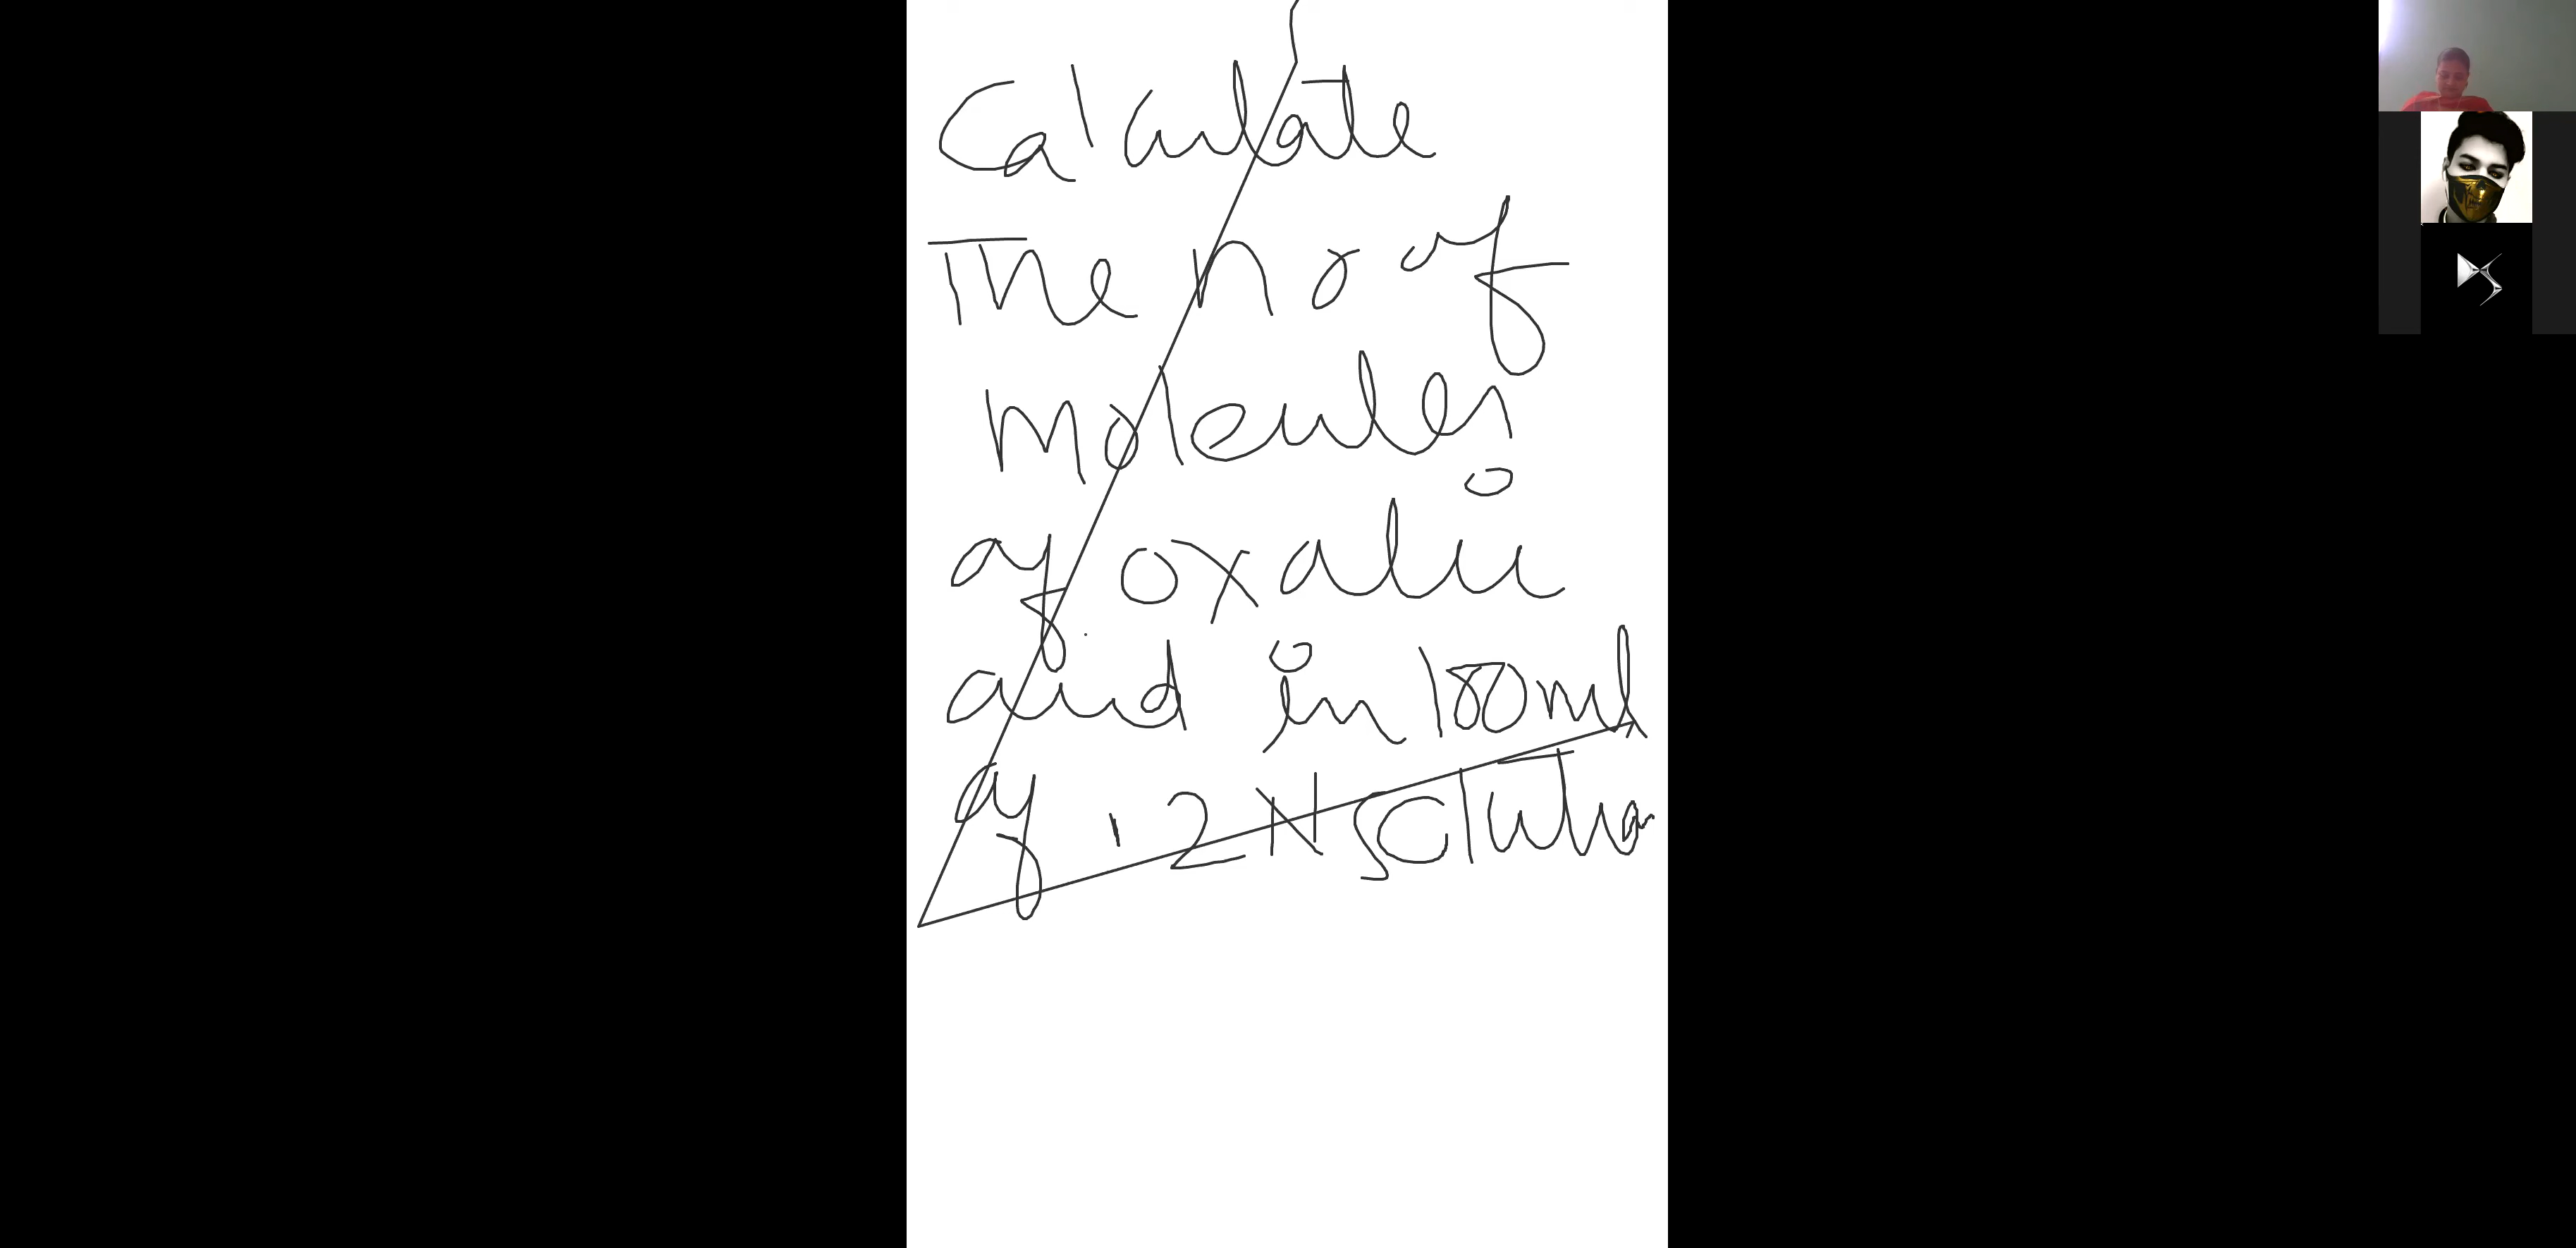 Calculate
The no of
molecules
of oxalic
acid in 100ml
of .2N solution